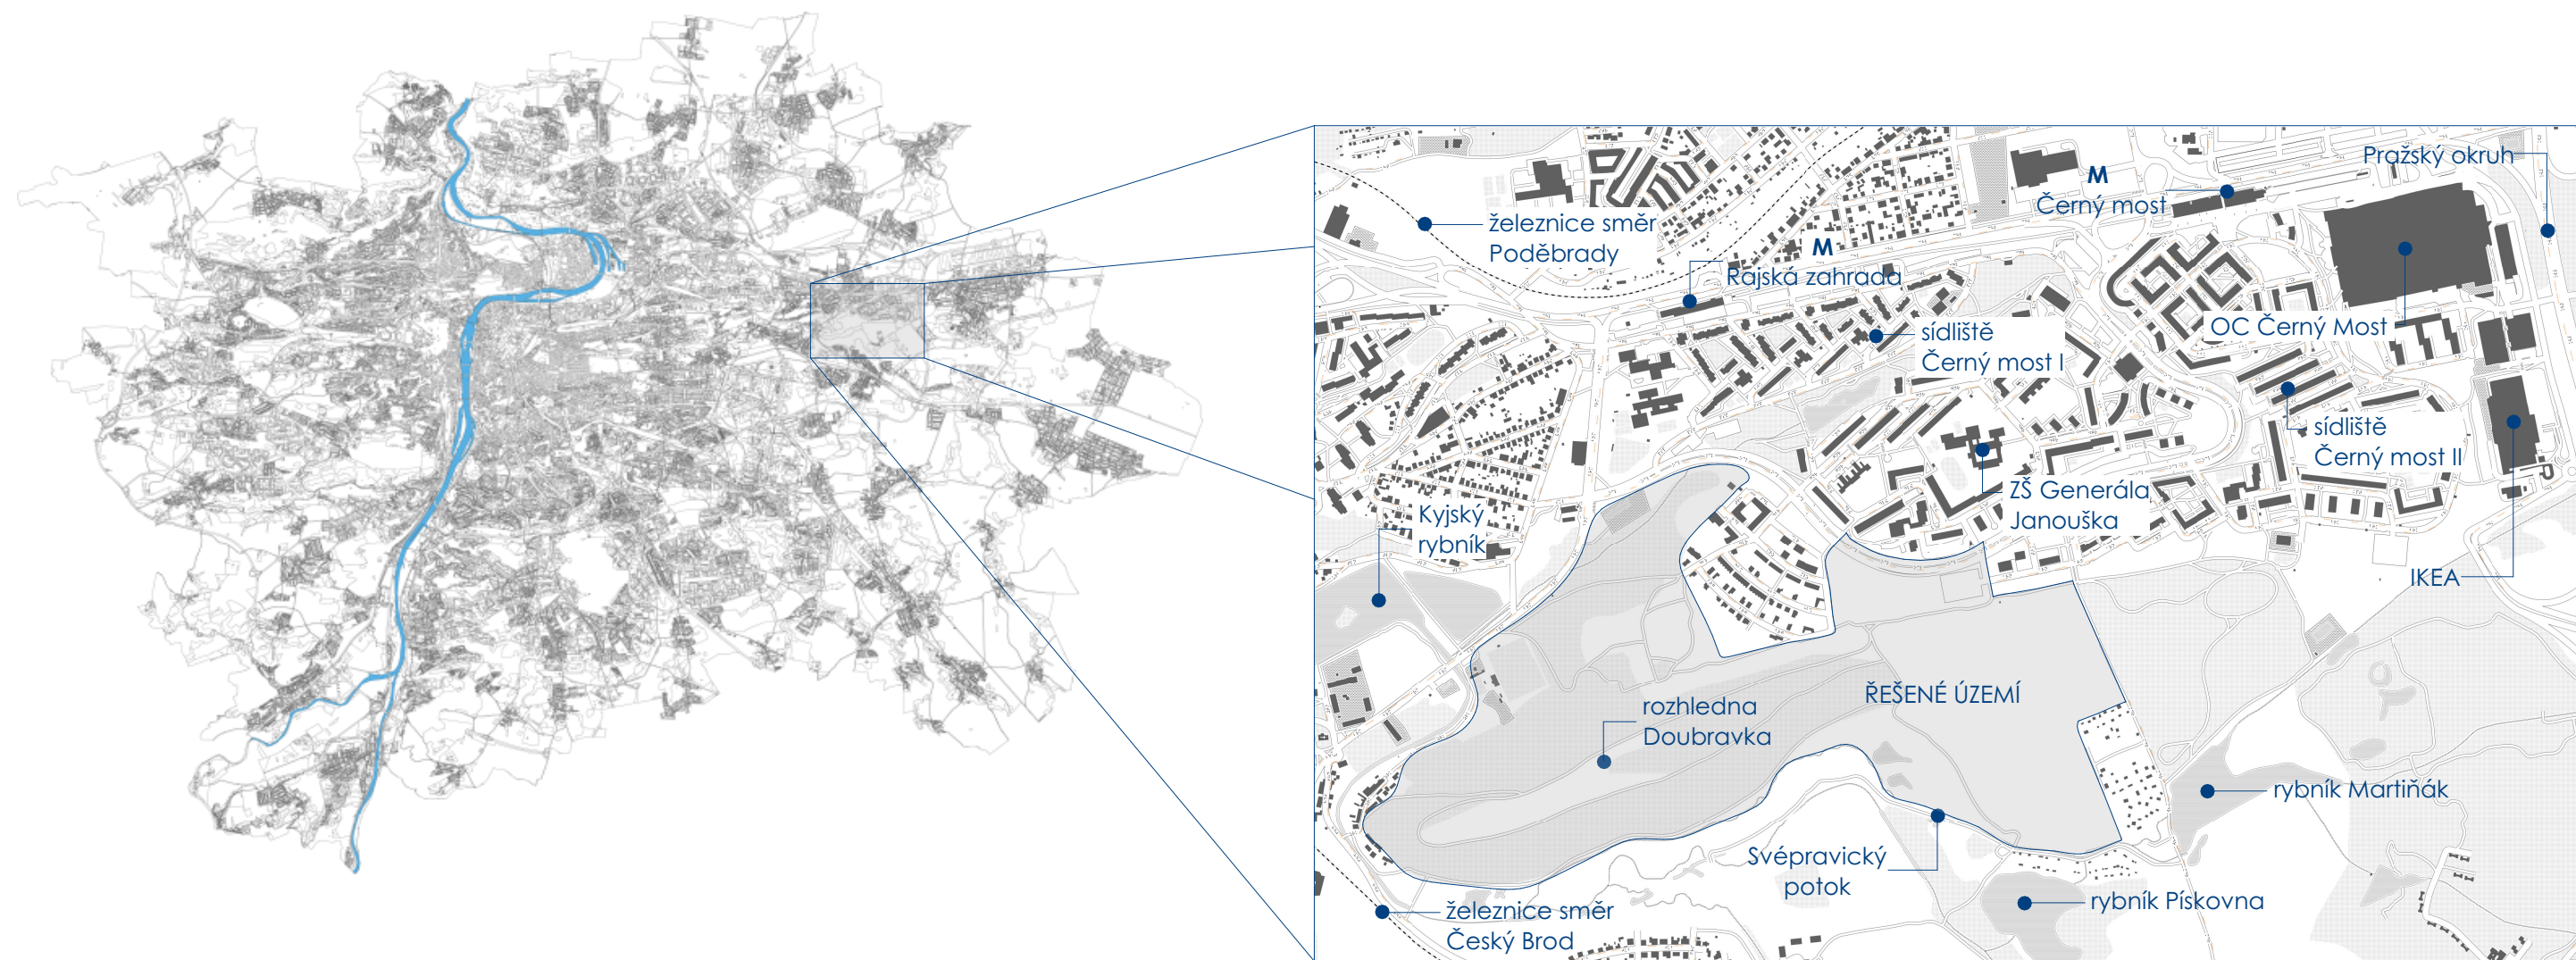 Pražský okruh
M
Černý most
železnice směr
Poděbrady
M
Rajská zahrada
sídliště
Černý most I
OC Černý Most
sídliště
Černý most II
ZŠ Generála
Janouška
Kyjský
rybník
IKEA
ŘEŠENÉ ÚZEMÍ
rozhledna
Doubravka
rybník Martiňák
Svépravický
potok
rybník Pískovna
železnice směr
Český Brod